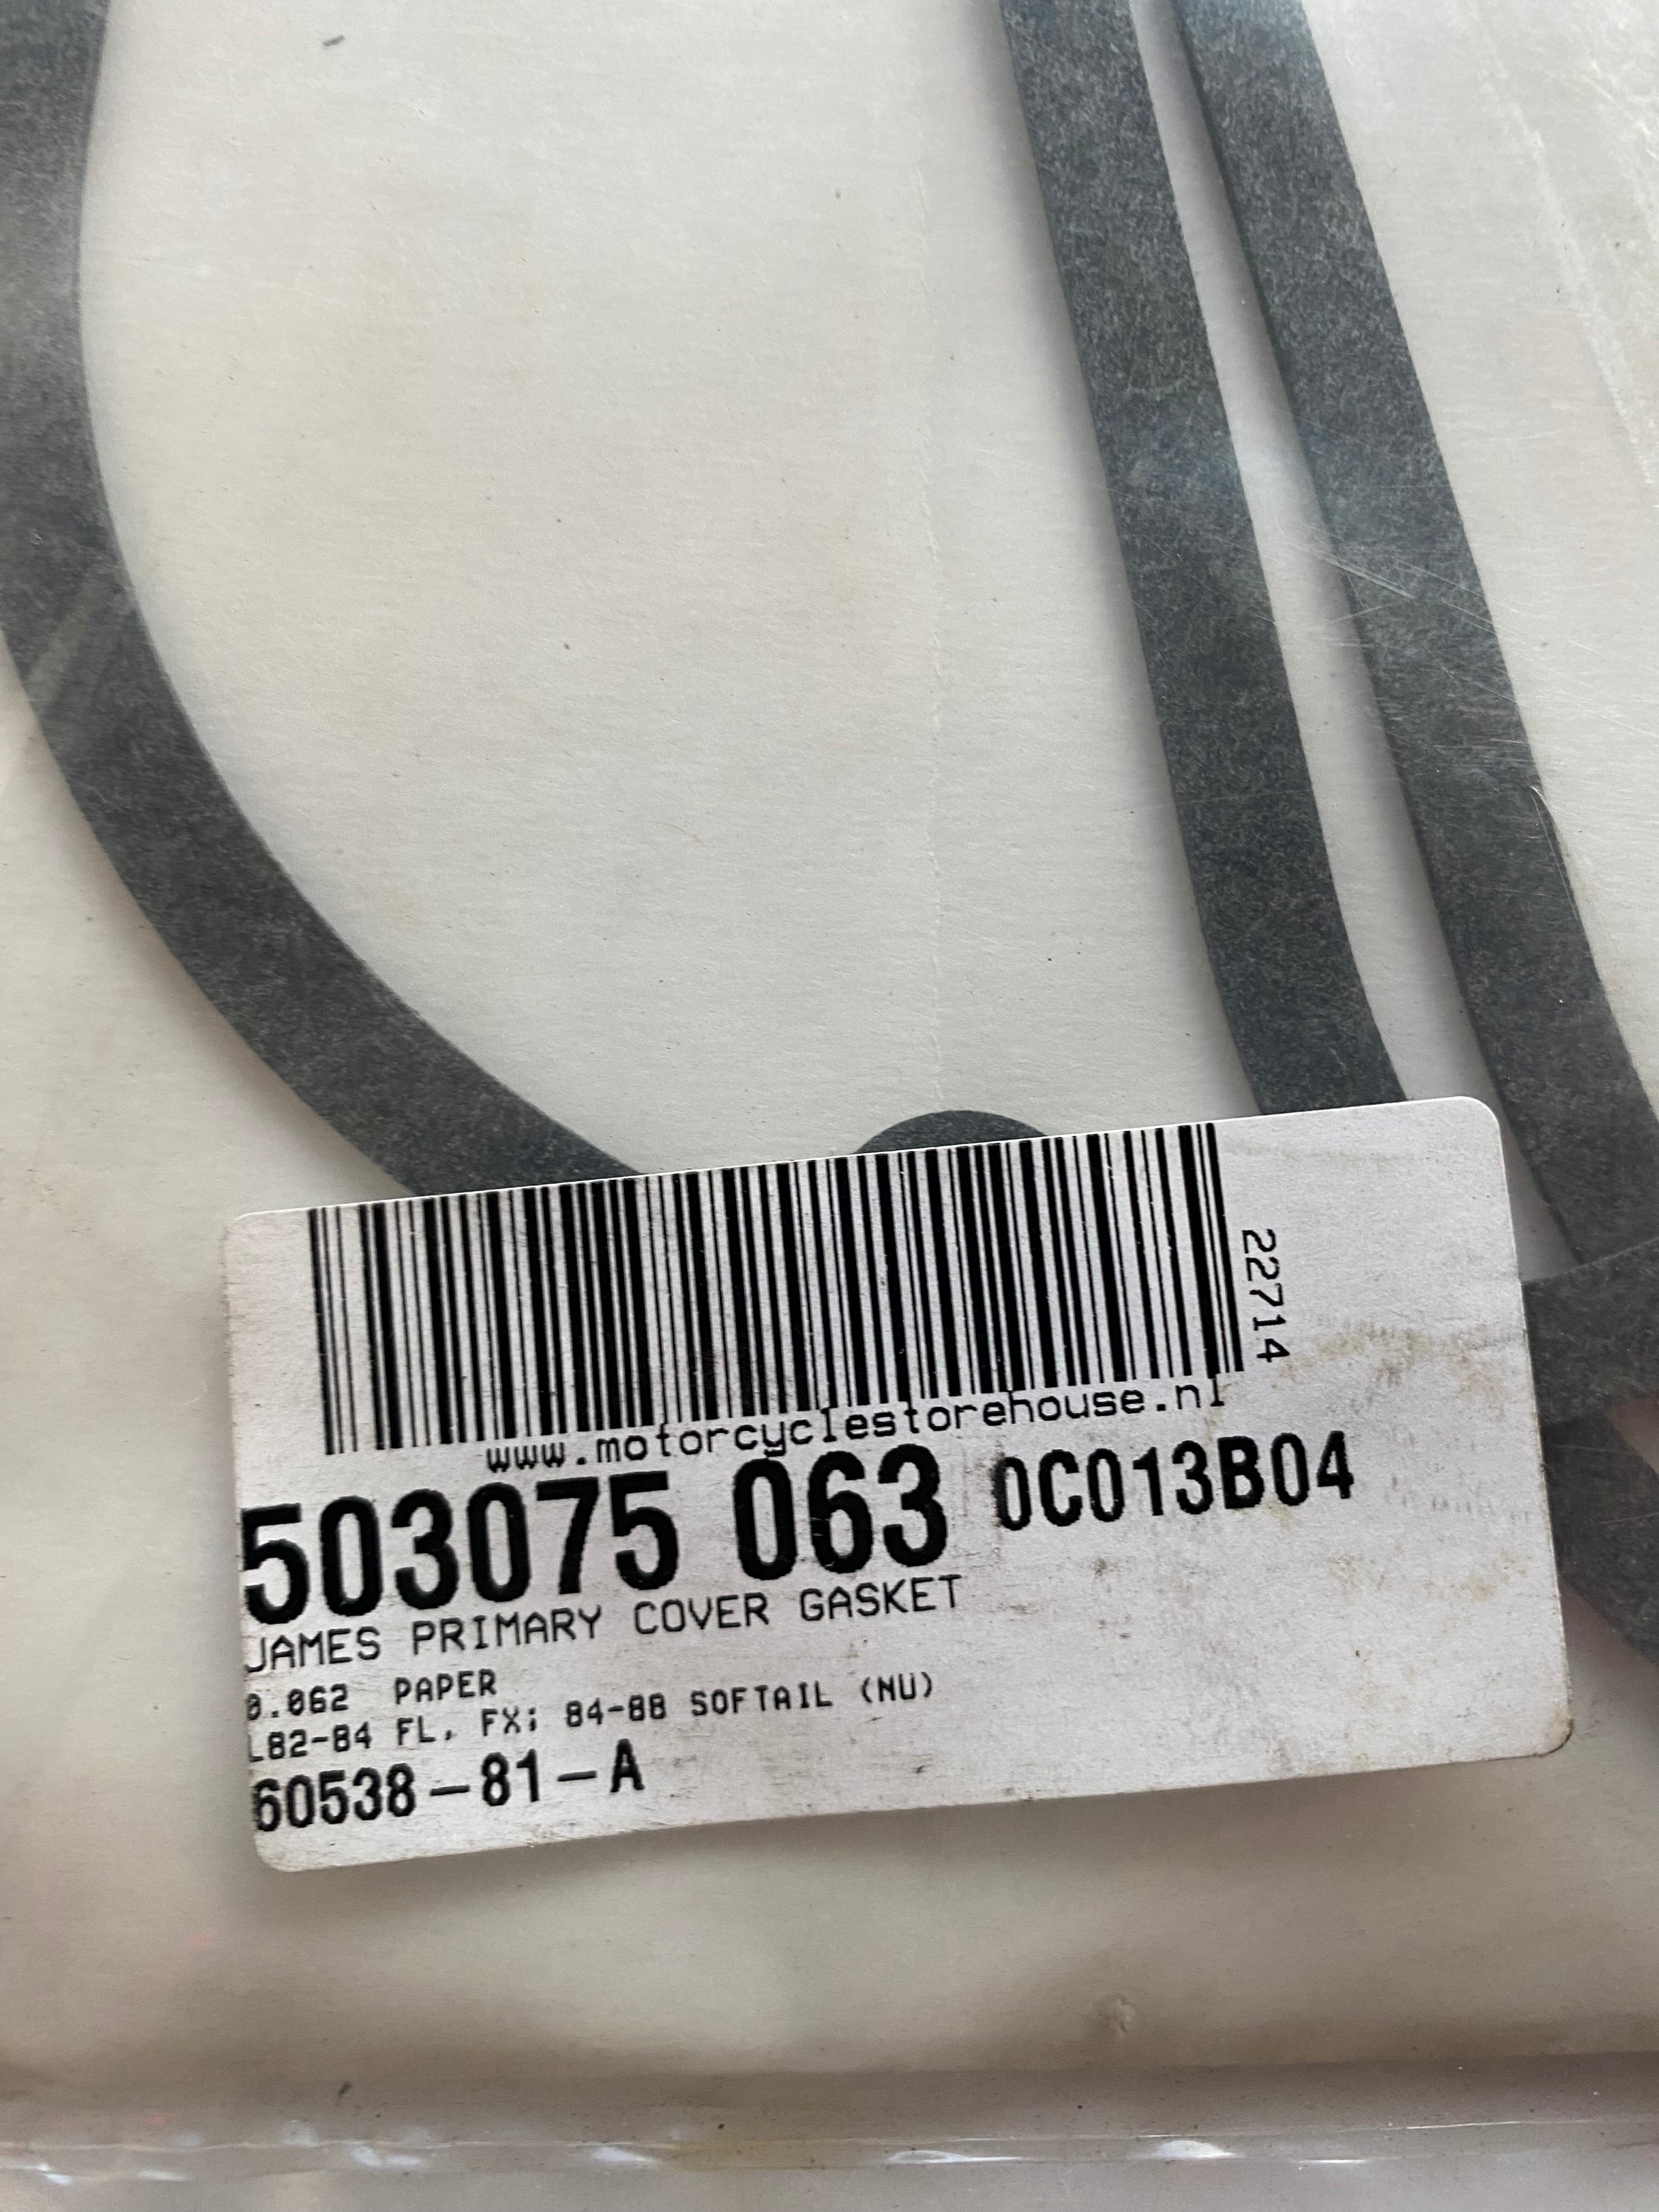 22714
www.motorcyclestorehouse.nl
503075 063 0C013B04
JAMES PRIMARY COVER GASKET
0.062 PAPER
L82-84 FL, FX; 84-88 SOFTAIL (NU)
60538-81-A